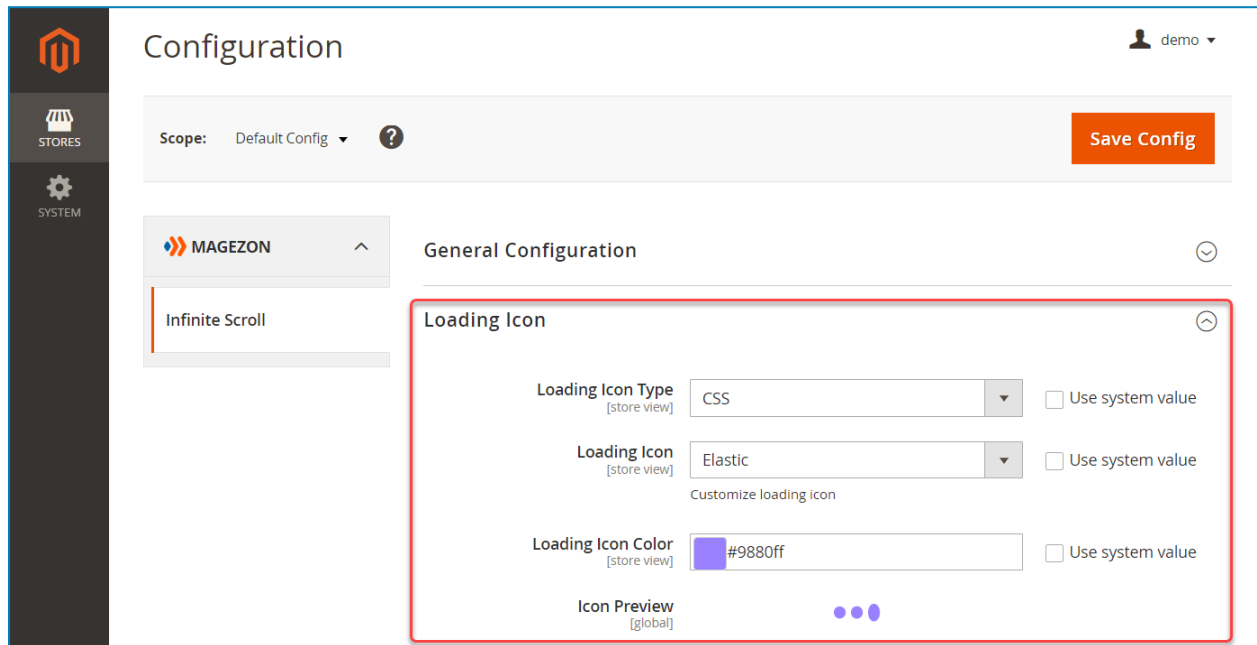 Configuration
demo
STORES
Scope: Default Config ?
Save Config
SYSTEM
MAGEZON
General Configuration
Infinite Scroll
Loading Icon
Loading Icon Type
[store view]
CSS
Use system value
Loading Icon
[store view]
Elastic
Use system value
Customize loading icon
Loading Icon Color
[store view]
#9880ff
Use system value
Icon Preview
[global]